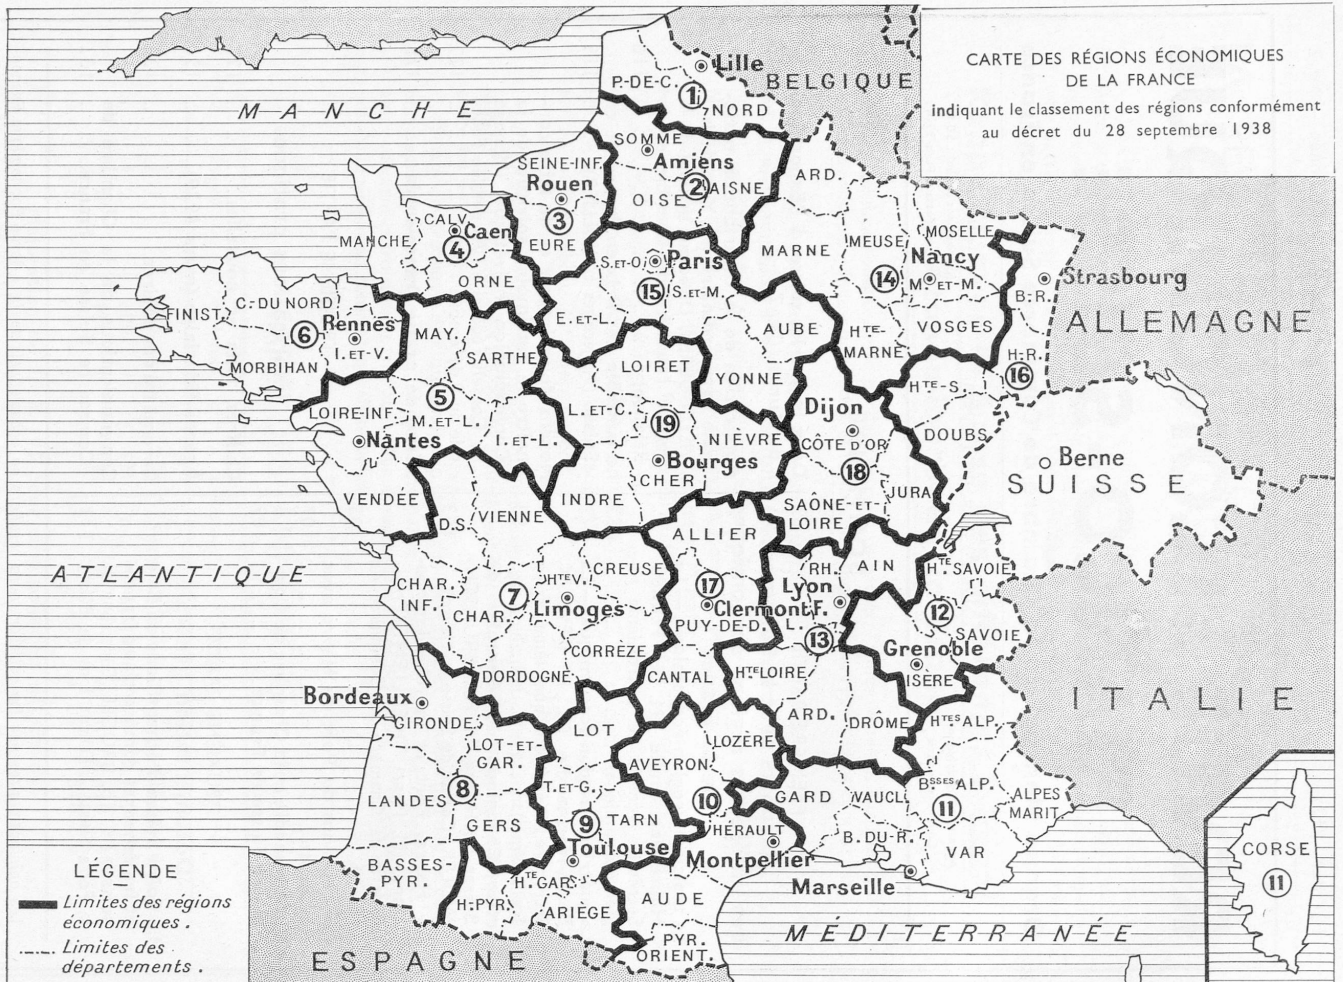 CARTE DES RÉGIONS ÉCONOMIQUES
DE LA FRANCE
indiquant le classement des régions conformément
au décret du 28 septembre 1938
MANCHE
BELGIQUE
ALLEMAGNE
SUISSE
Berne
ITALIE
ATLANTIQUE
MÉDITERRANÉE
ESPAGNE
Lille
P.-DE-C.
1
NORD
SOMME
Amiens
2
OISE
AISNE
SEINE-INF.
Rouen
3
EURE
CALV.
Caen
4
MANCHE
ORNE
ARD.
MARNE
MEUSE
MOSELLE
Nancy
14
M.-ET-M.
VOSGES
Strasbourg
B.-R.
H.-R.
16
AUBE
HTE-
MARNE
S.-ET-O.
Paris
15
S.-ET-M.
E.-ET-L.
YONNE
FINIST.
C.-DU NORD
6
Rennes
I.-ET-V.
MORBIHAN
MAY.
SARTHE
5
LOIRE-INF.
M.-ET-L.
Nantes
I.-ET-L.
VENDÉE
LOIRET
L.-ET-C.
19
NIÈVRE
Bourges
CHER
INDRE
Dijon
CÔTE D'OR
18
SAÔNE-ET-
LOIRE
JURA
HTE-S.
DOUBS
D.S.
VIENNE
CHAR.
INF.
CHAR.
7
HTE V.
Limoges
CREUSE
CORRÈZE
DORDOGNE
ALLIER
17
Clermont F.
PUY-DE-D.
CANTAL
HTE LOIRE
RH.
AIN
Lyon
L.
13
ARD.
DRÔME
HTE SAVOIE
12
SAVOIE
Grenoble
ISÈRE
Bordeaux
GIRONDE
LOT-ET-
GAR.
LANDES
8
GERS
BASSES-
PYR.
LOT
T.-ET-G.
9
TARN
Toulouse
HTE GAR.
H.-PYR.
ARIÈGE
AVEYRON
LOZÈRE
10
HÉRAULT
Montpellier
AUDE
PYR.
ORIENT.
HTES ALP.
BSSES ALP.
11
ALPES
MARIT.
GARD
VAUCL.
B.-DU-R.
VAR
Marseille
CORSE
11
LÉGENDE
Limites des régions
économiques.
Limites des
départements.